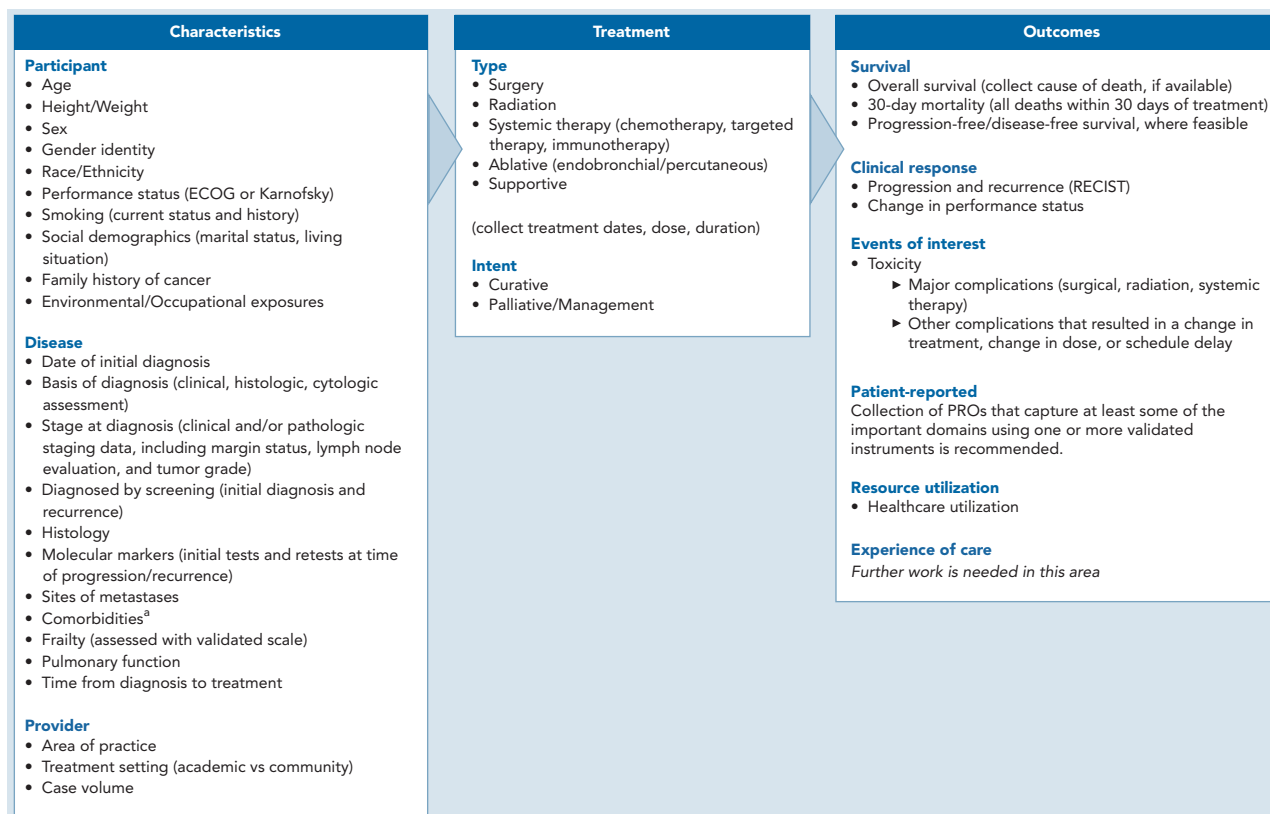 Characteristics
Participant
• Age
• Height/Weight
• Sex
• Gender identity
• Race/Ethnicity
• Performance status (ECOG or Karnofsky)
• Smoking (current status and history)
• Social demographics (marital status, living
situation)
• Family history of cancer
• Environmental/Occupational exposures
Disease
• Date of initial diagnosis
• Basis of diagnosis (clinical, histologic, cytologic
assessment)
• Stage at diagnosis (clinical and/or pathologic
staging data, including margin status, lymph node
evaluation, and tumor grade)
• Diagnosed by screening (initial diagnosis and
recurrence)
• Histology
• Molecular markers (initial tests and retests at time
of progression/recurrence)
• Sites of metastases
• Comorbiditiesᵃ
• Frailty (assessed with validated scale)
• Pulmonary function
• Time from diagnosis to treatment
Provider
• Area of practice
• Treatment setting (academic vs community)
• Case volume
Treatment
Type
• Surgery
• Radiation
• Systemic therapy (chemotherapy, targeted
therapy, immunotherapy)
• Ablative (endobronchial/percutaneous)
• Supportive
(collect treatment dates, dose, duration)
Intent
• Curative
• Palliative/Management
Outcomes
Survival
• Overall survival (collect cause of death, if available)
• 30-day mortality (all deaths within 30 days of treatment)
• Progression-free/disease-free survival, where feasible
Clinical response
• Progression and recurrence (RECIST)
• Change in performance status
Events of interest
• Toxicity
► Major complications (surgical, radiation, systemic
therapy)
► Other complications that resulted in a change in
treatment, change in dose, or schedule delay
Patient-reported
Collection of PROs that capture at least some of the
important domains using one or more validated
instruments is recommended.
Resource utilization
• Healthcare utilization
Experience of care
Further work is needed in this area